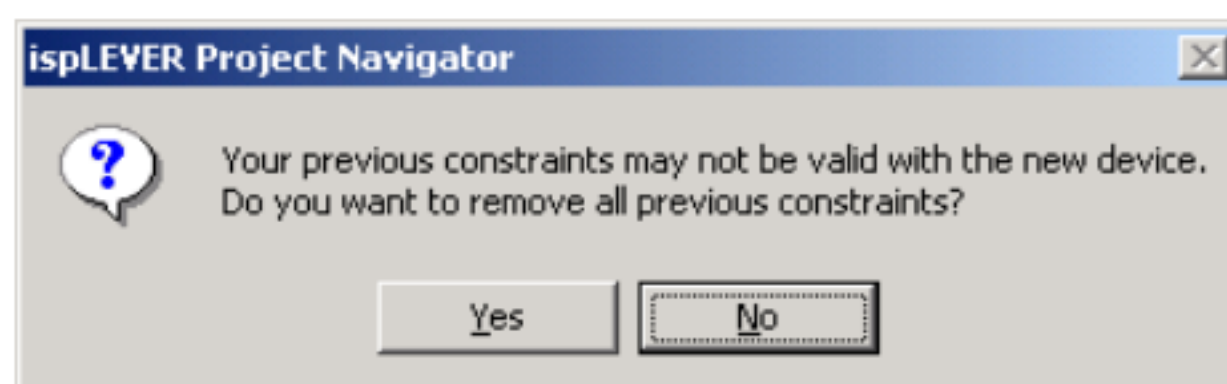 ispLEVER Project Navigator
Your previous constraints may not be valid with the new device.
Do you want to remove all previous constraints?
Yes No